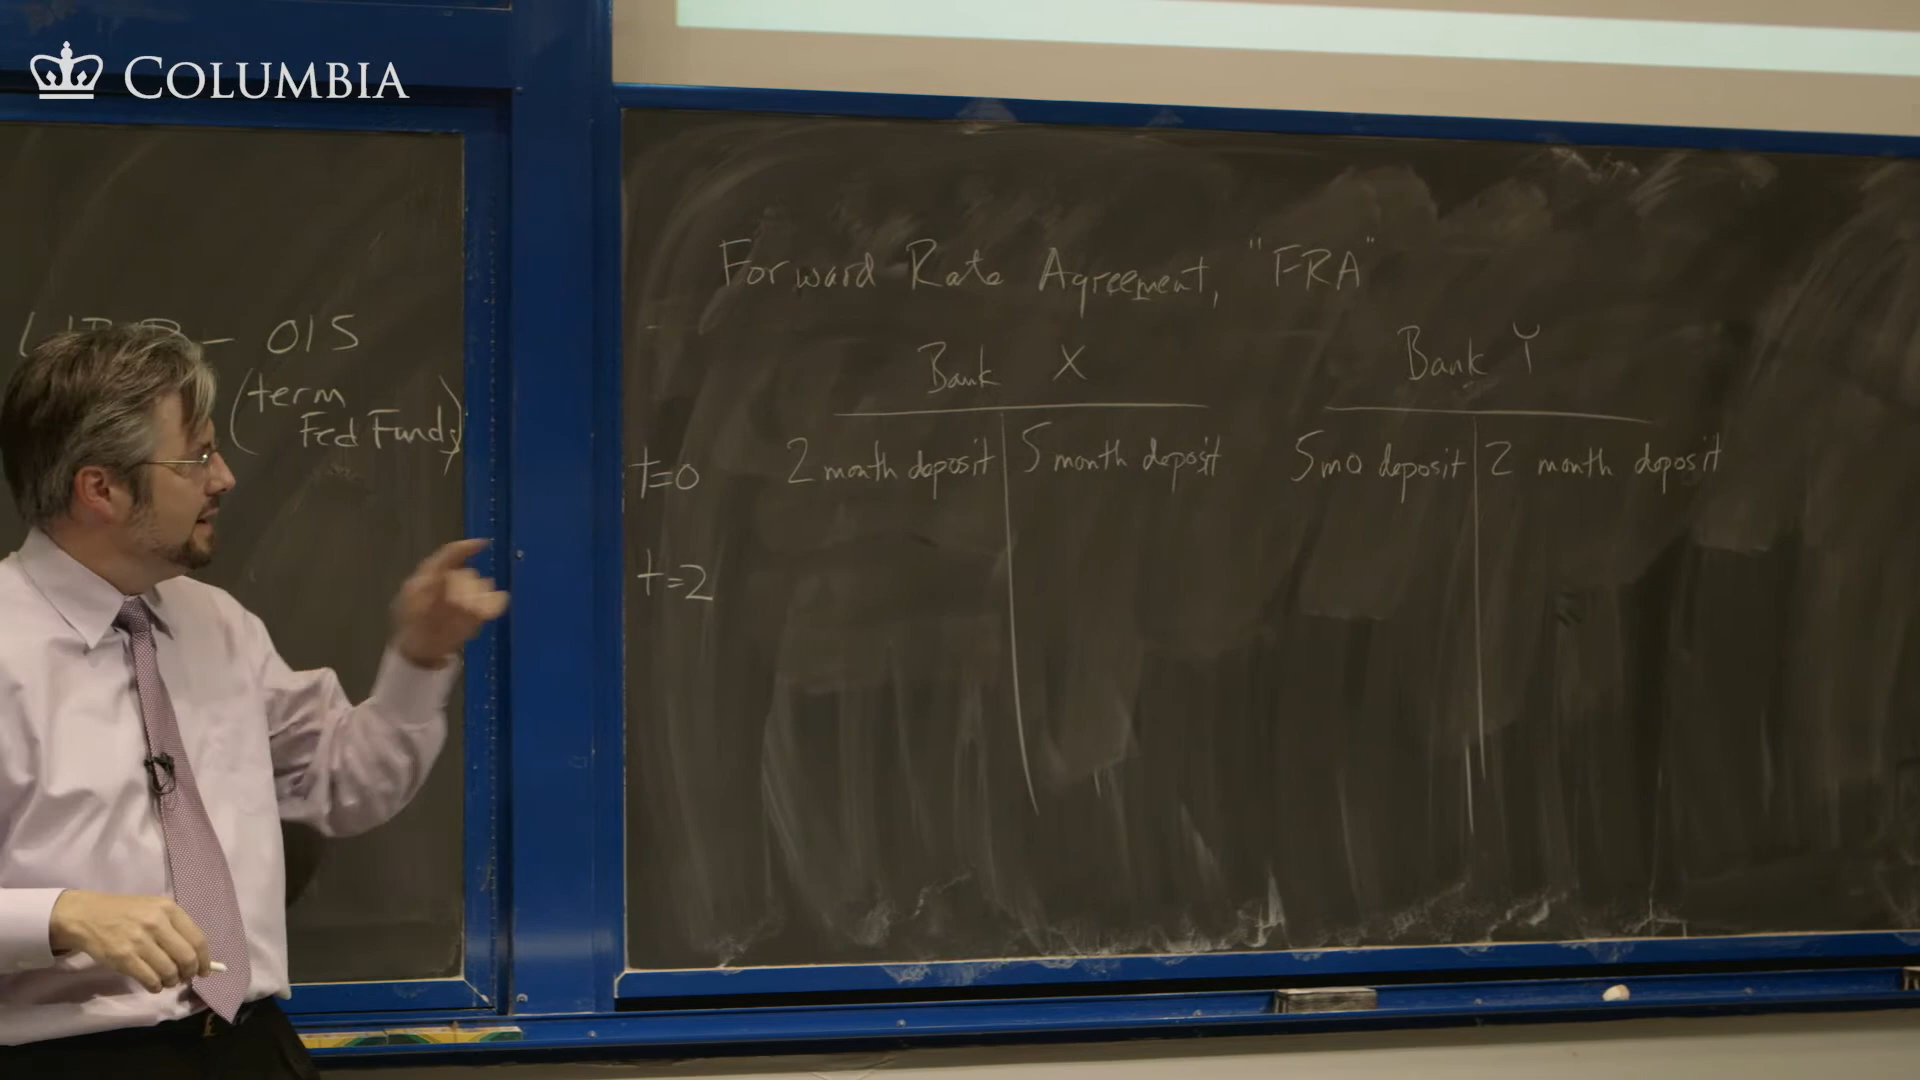 COLUMBIA
– OIS
(term
Fed Funds)
Forward Rate Agreement, "FRA"
Bank X
Bank Y
t=0
2 month deposit
5 month deposit
5 mo deposit
2 month deposit
t=2